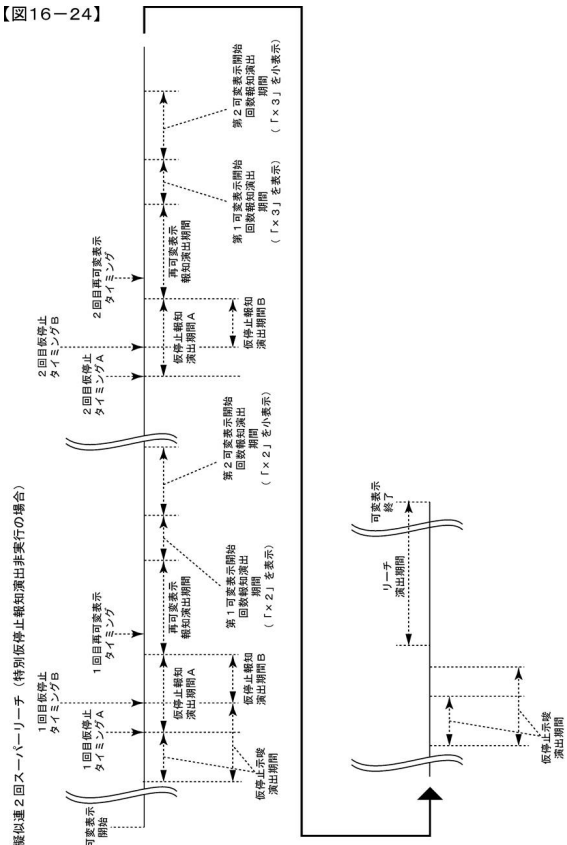 【図16-24】
擬似連2回スーパーリーチ(特別仮停止報知演出非実行の場合)
可変表示
開始
1回目仮停止
タイミングA
1回目仮停止
タイミングB
1回目再可変表示
タイミング
仮停止示唆
演出期間
仮停止報知
演出期間A
仮停止報知
演出期間B
再可変表示
報知演出期間
第1可変表示開始
回数報知演出
期間
(「×2」を表示)
第2可変表示開始
回数報知演出
期間
(「×2」を小表示)
2回目仮停止
タイミングA
2回目仮停止
タイミングB
2回目再可変表示
タイミング
仮停止報知
演出期間A
仮停止報知
演出期間B
再可変表示
報知演出期間
第1可変表示開始
回数報知演出
期間
(「×3」を表示)
第2可変表示開始
回数報知演出
期間
(「×3」を小表示)
仮停止示唆
演出期間
リーチ
演出期間
可変表示
終了